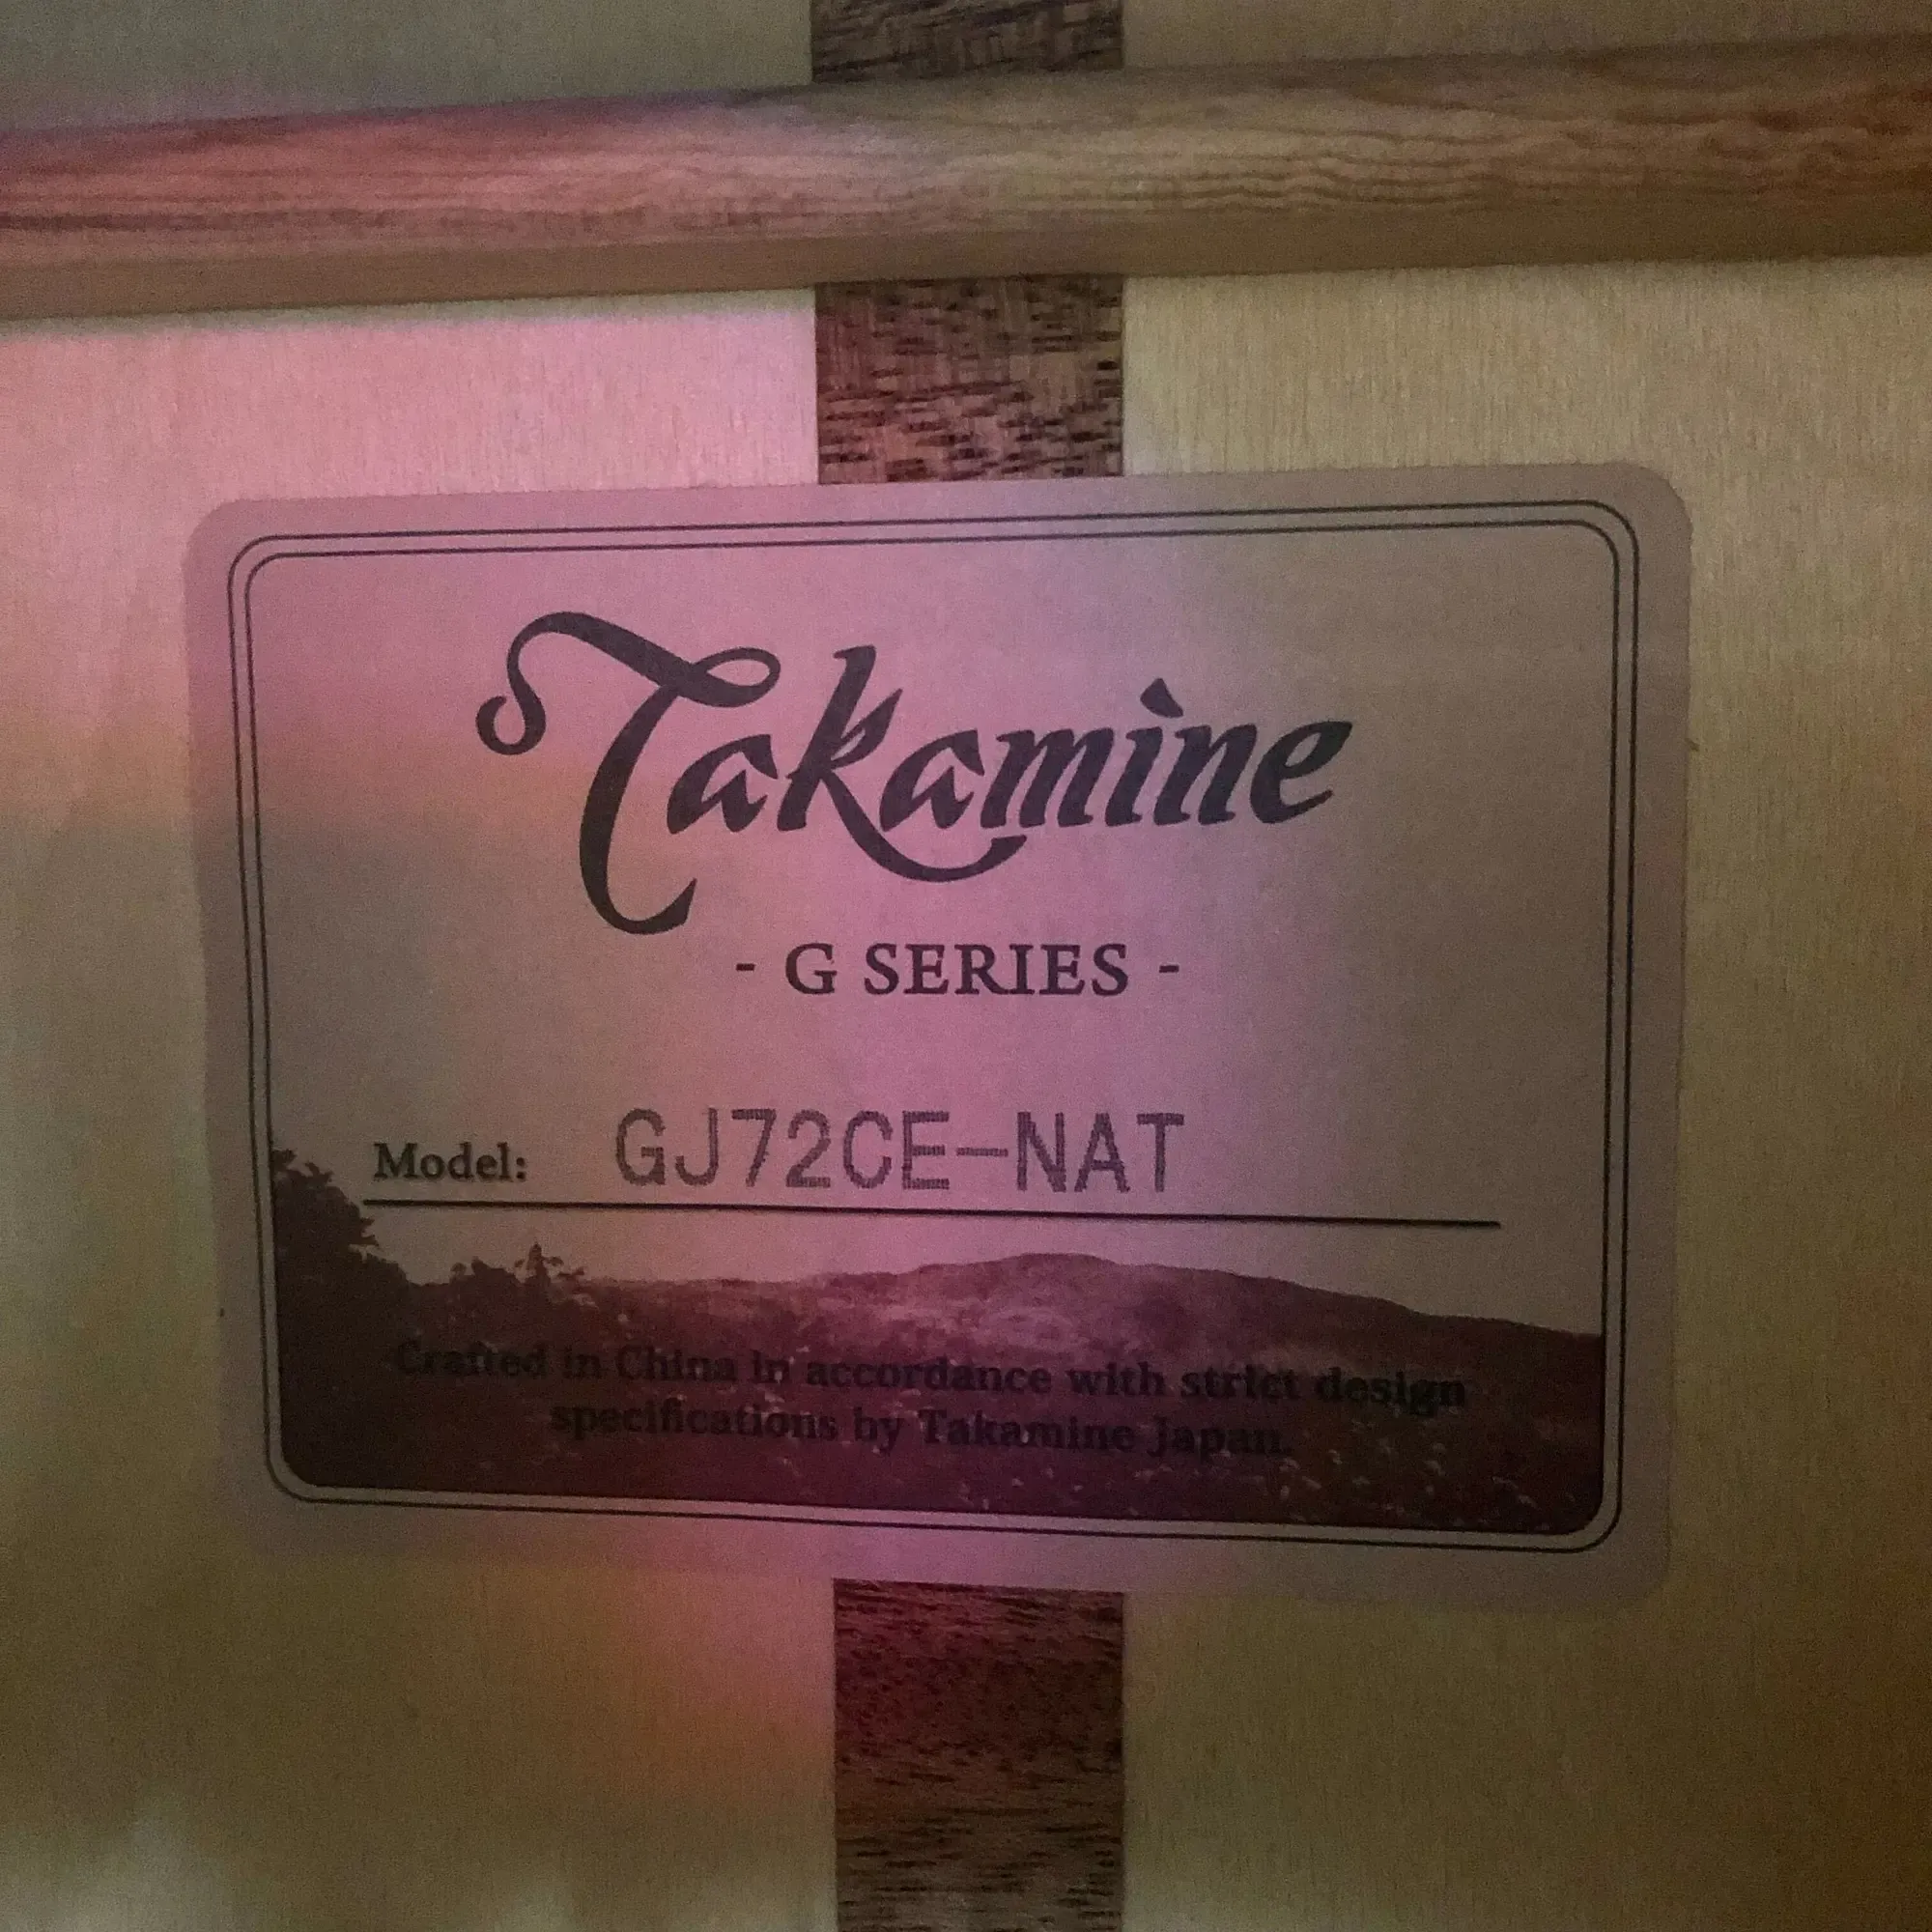 Takamine
- G SERIES -
Model: GJ72CE-NAT
Crafted in China in accordance with strict design
specifications by Takamine Japan.